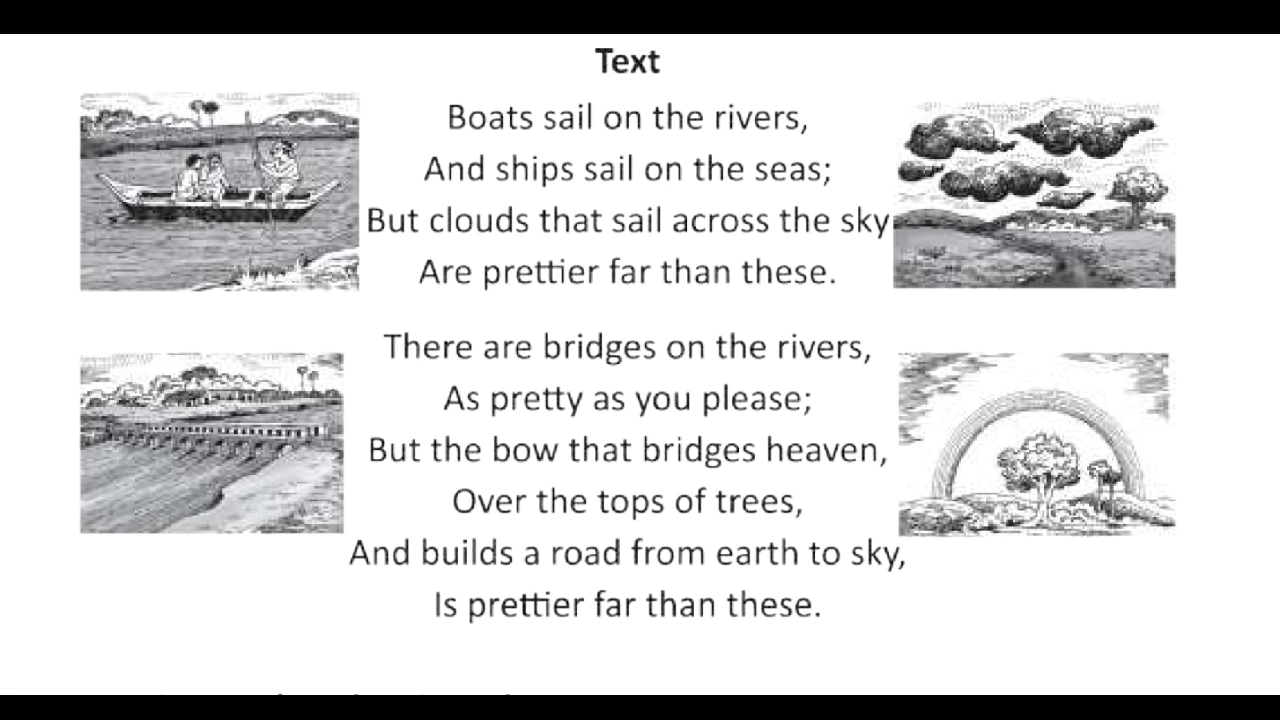 Text
Boats sail on the rivers,
And ships sail on the seas;
But clouds that sail across the sky
Are prettier far than these.
There are bridges on the rivers,
As pretty as you please;
But the bow that bridges heaven,
Over the tops of trees,
And builds a road from earth to sky,
Is prettier far than these.